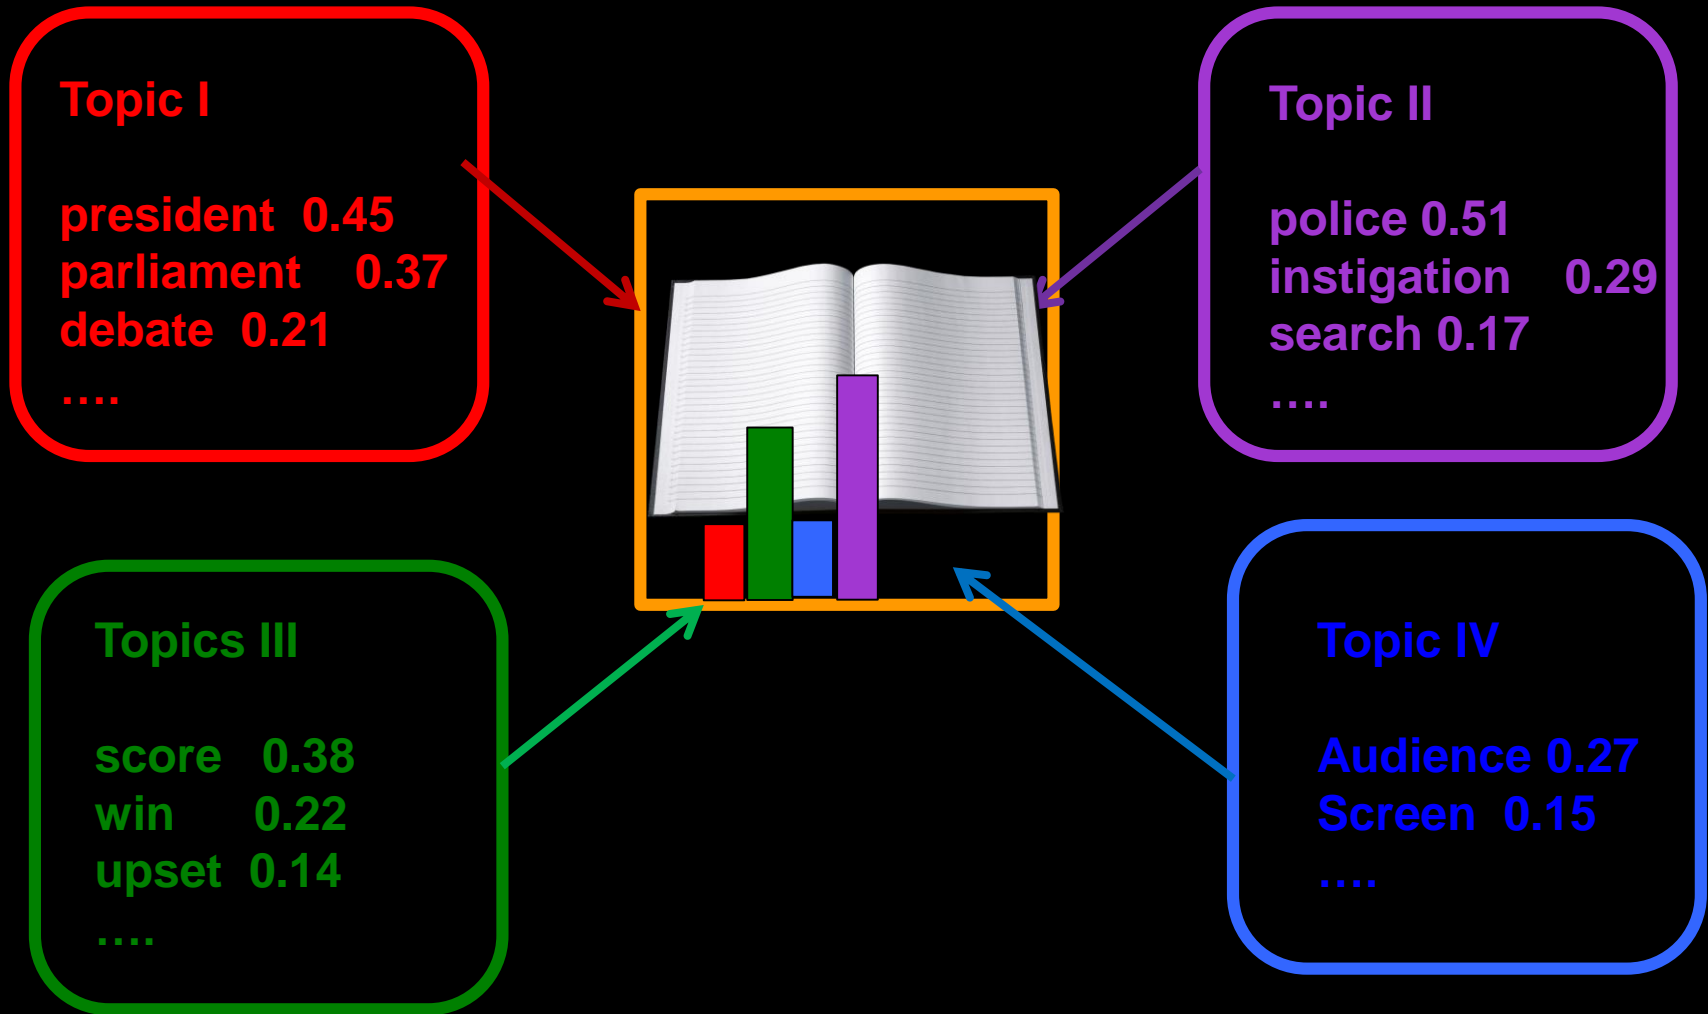 Topic I
president 0.45
parliament 0.37
debate 0.21
....
Topic II
police 0.51
instigation 0.29
search 0.17
....
Topics III
score 0.38
win 0.22
upset 0.14
....
Topic IV
Audience 0.27
Screen 0.15
....